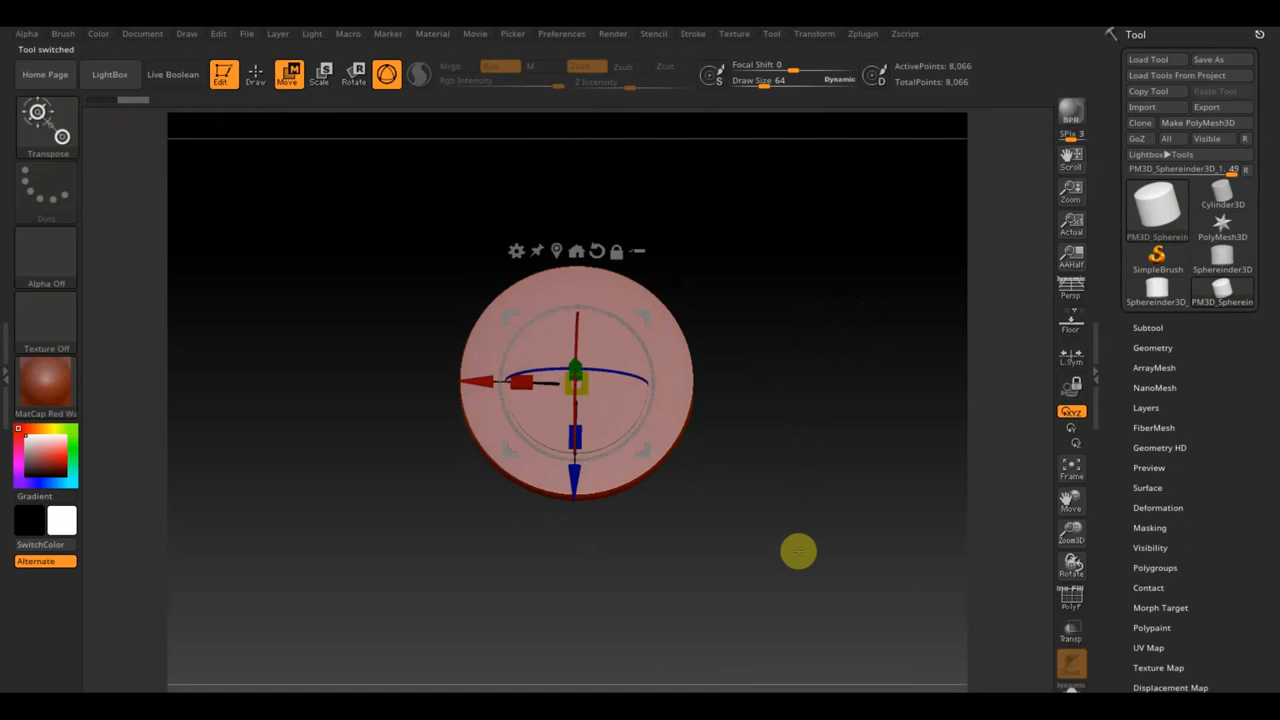 Alpha Brush Color Document Draw Edit File Layer Light Macro Marker Material Movie Picker Preferences Render Stencil Stroke Texture Tool Transform Zplugin Zscript
Tool switched
Home Page LightBox Live Boolean Edit Draw Move Scale Rotate
Mrgb Rgb M Zadd Zsub Zcut
Rgb Intensity Z Intensity
Focal Shift 0
Draw Size 64 Dynamic
ActivePoints: 8,066
TotalPoints: 8,066
Transpose
Dots
Alpha Off
Texture Off
MatCap Red Wa
Gradient
SwitchColor
Alternate
BPR
SPix 3
Scroll
Zoom
Actual
AAHalf
Dynamic
Persp
Floor
L.Sym
XYZ
Frame
Move
Zoom3D
Rotate
PolyF
Transp
Dynamic
Tool
Load Tool Save As
Load Tools From Project
Copy Tool Paste Tool
Import Export
Clone Make PolyMesh3D
GoZ All Visible R
Lightbox▶Tools
PM3D_Sphereinder3D_1. 49 R
PM3D_Spherein Cylinder3D
PolyMesh3D
SimpleBrush Sphereinder3D
Sphereinder3D_ PM3D_Spherein
Subtool
Geometry
ArrayMesh
NanoMesh
Layers
FiberMesh
Geometry HD
Preview
Surface
Deformation
Masking
Visibility
Polygroups
Contact
Morph Target
Polypaint
UV Map
Texture Map
Displacement Map